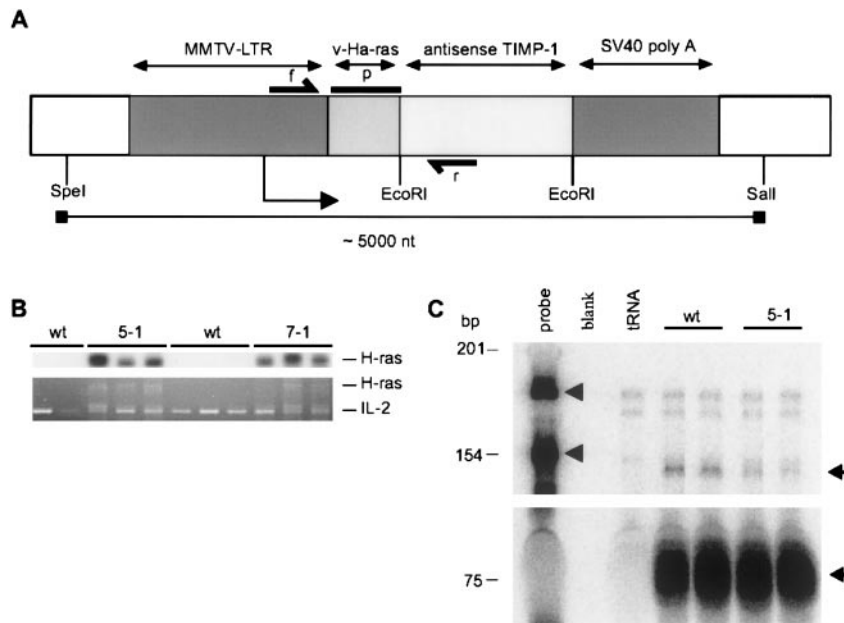 A
MMTV-LTR v-Ha-ras antisense TIMP-1 SV40 poly A
f p
r
SpeI EcoRI EcoRI SalI
~ 5000 nt
B
wt 5-1 wt 7-1
H-ras
H-ras
IL-2
C
bp probe blank tRNA wt 5-1
201
154
75